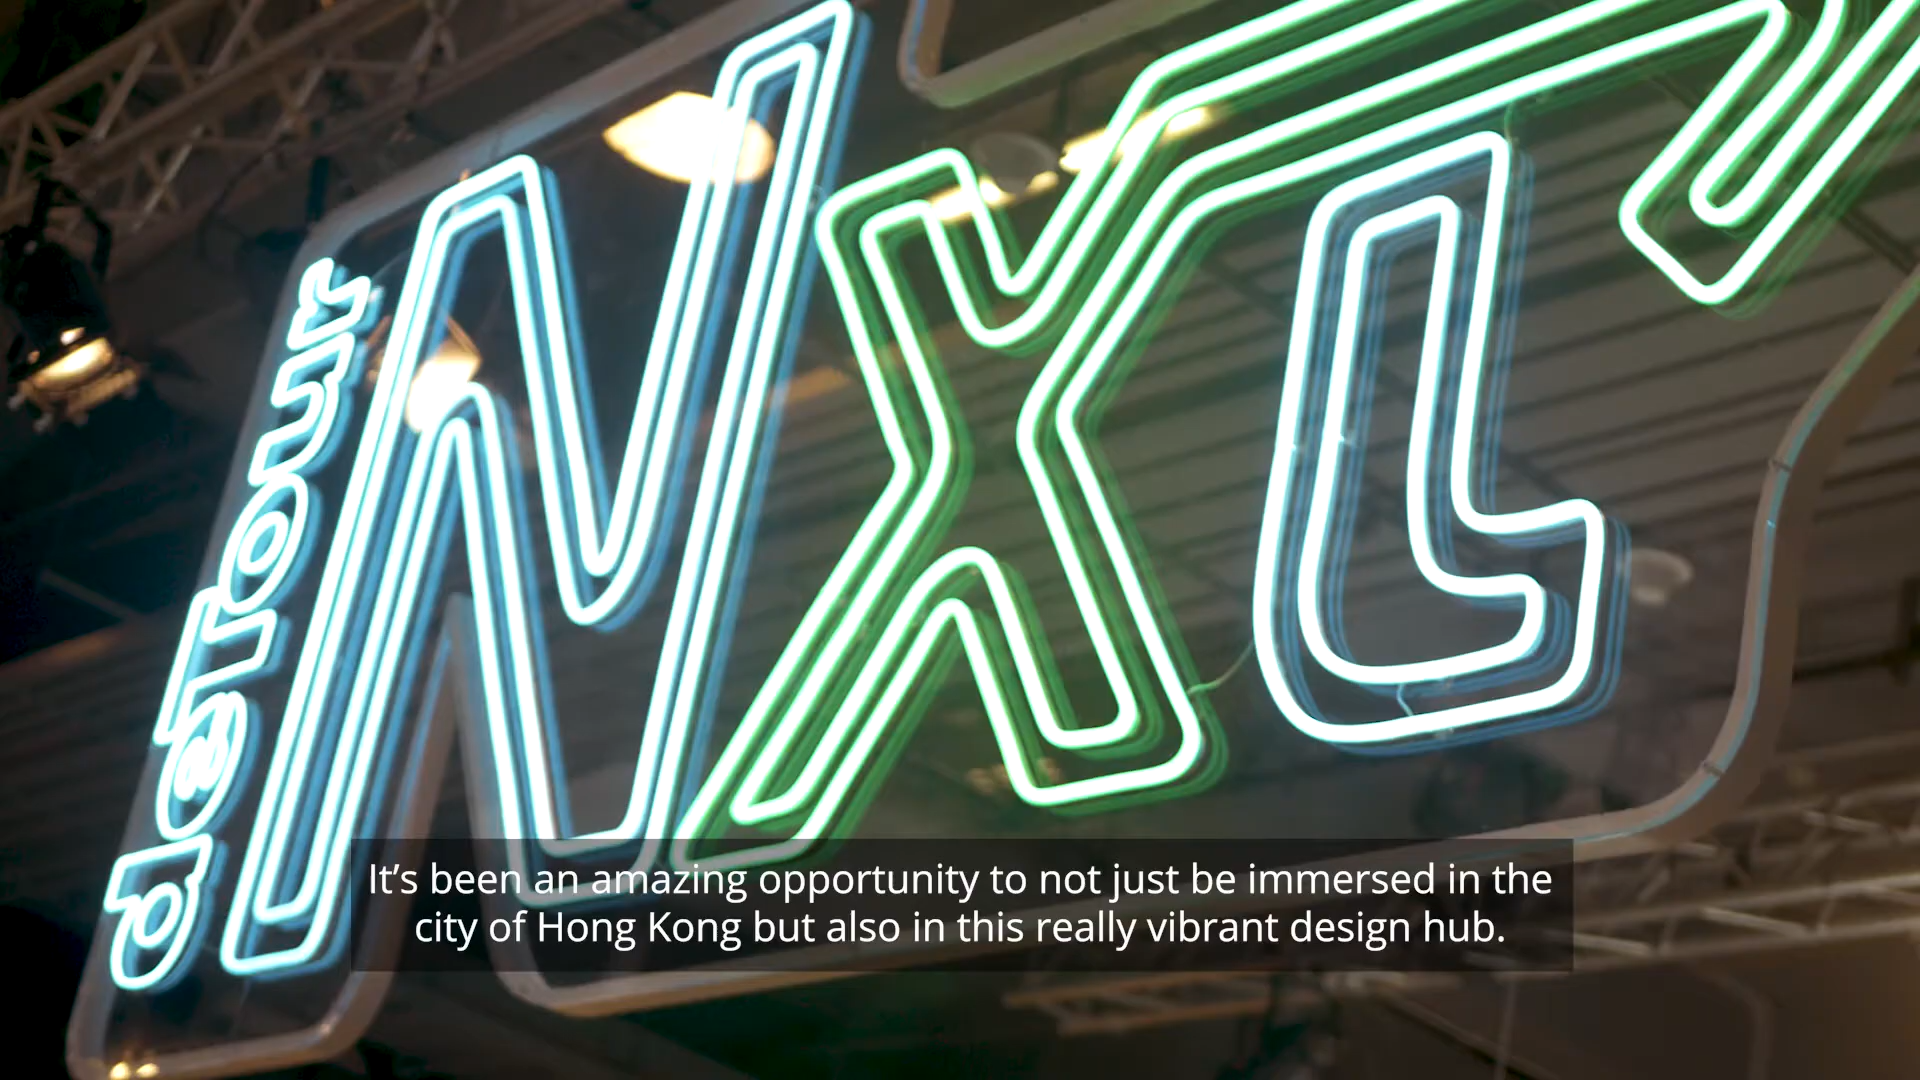 deTour
NXL
It’s been an amazing opportunity to not just be immersed in the
city of Hong Kong but also in this really vibrant design hub.